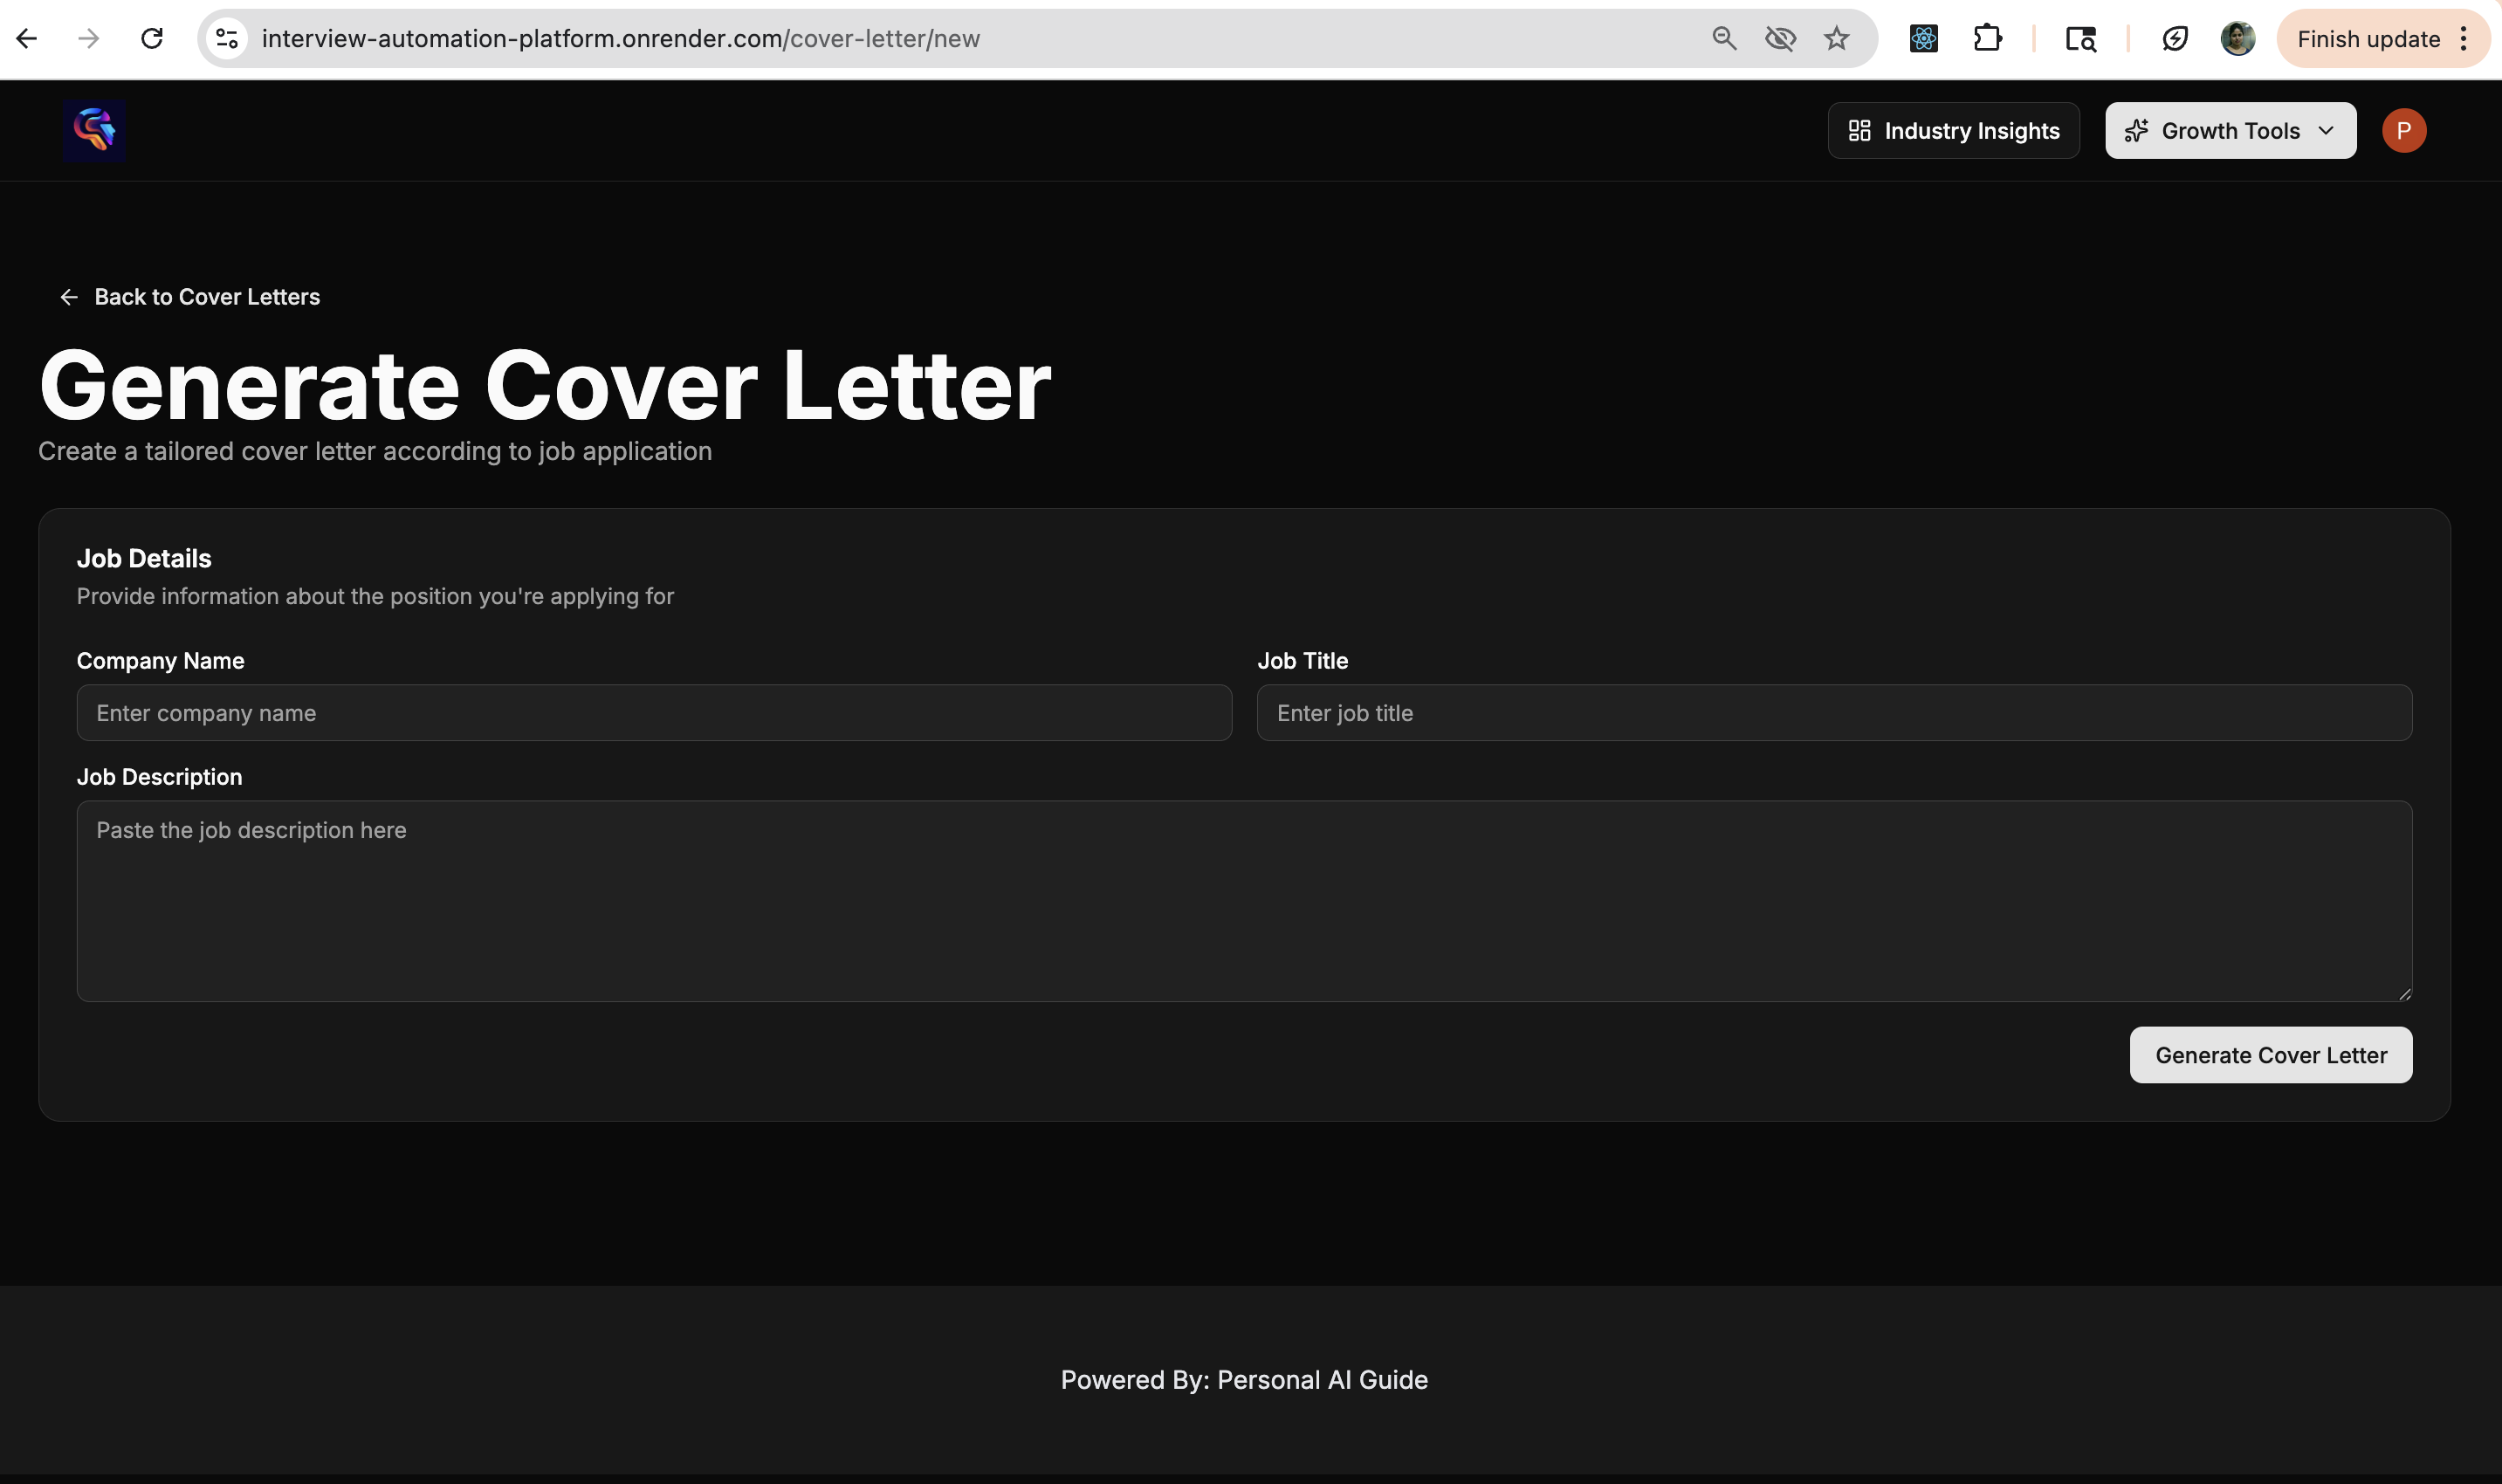 interview-automation-platform.onrender.com/cover-letter/new
Finish update
Industry Insights
Growth Tools
P
Back to Cover Letters
Generate Cover Letter
Create a tailored cover letter according to job application
Job Details
Provide information about the position you're applying for
Company Name
Job Title
Enter company name
Enter job title
Job Description
Paste the job description here
Generate Cover Letter
Powered By: Personal AI Guide